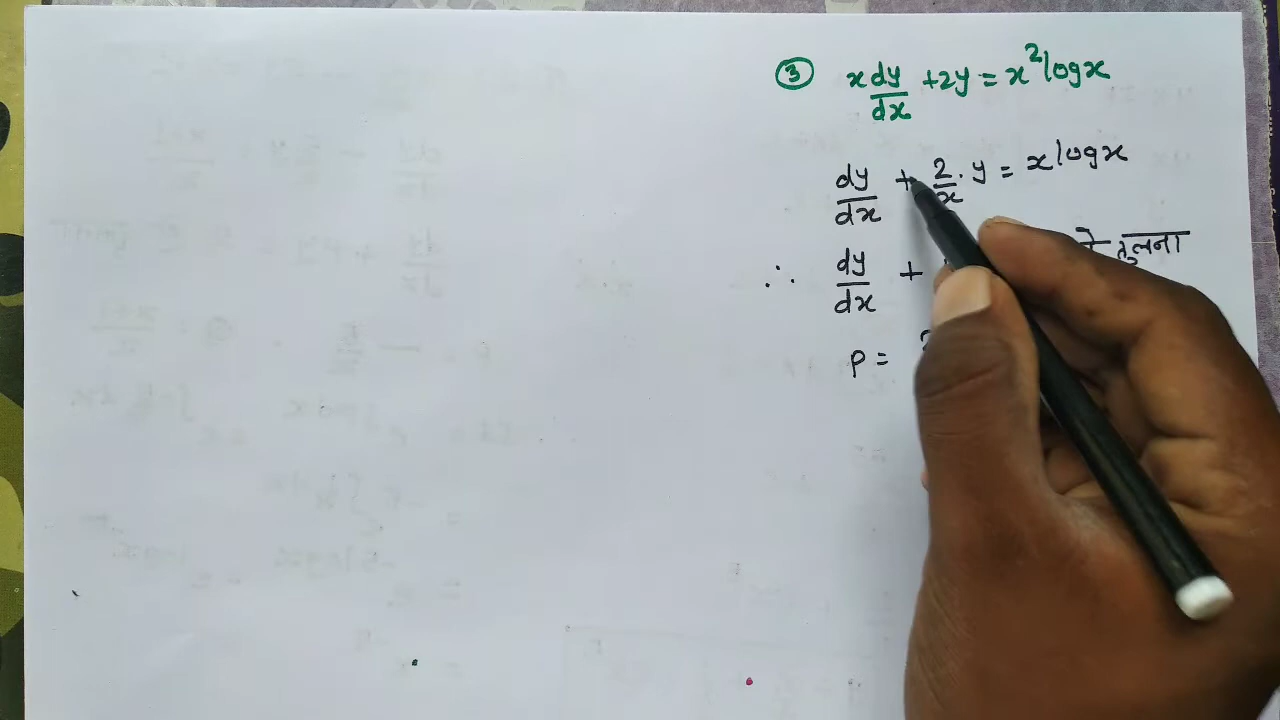 ③ x dy/dx + 2y = x² log x
dy/dx + 2/x · y = x log x
∴ dy/dx + से तुलना
P =